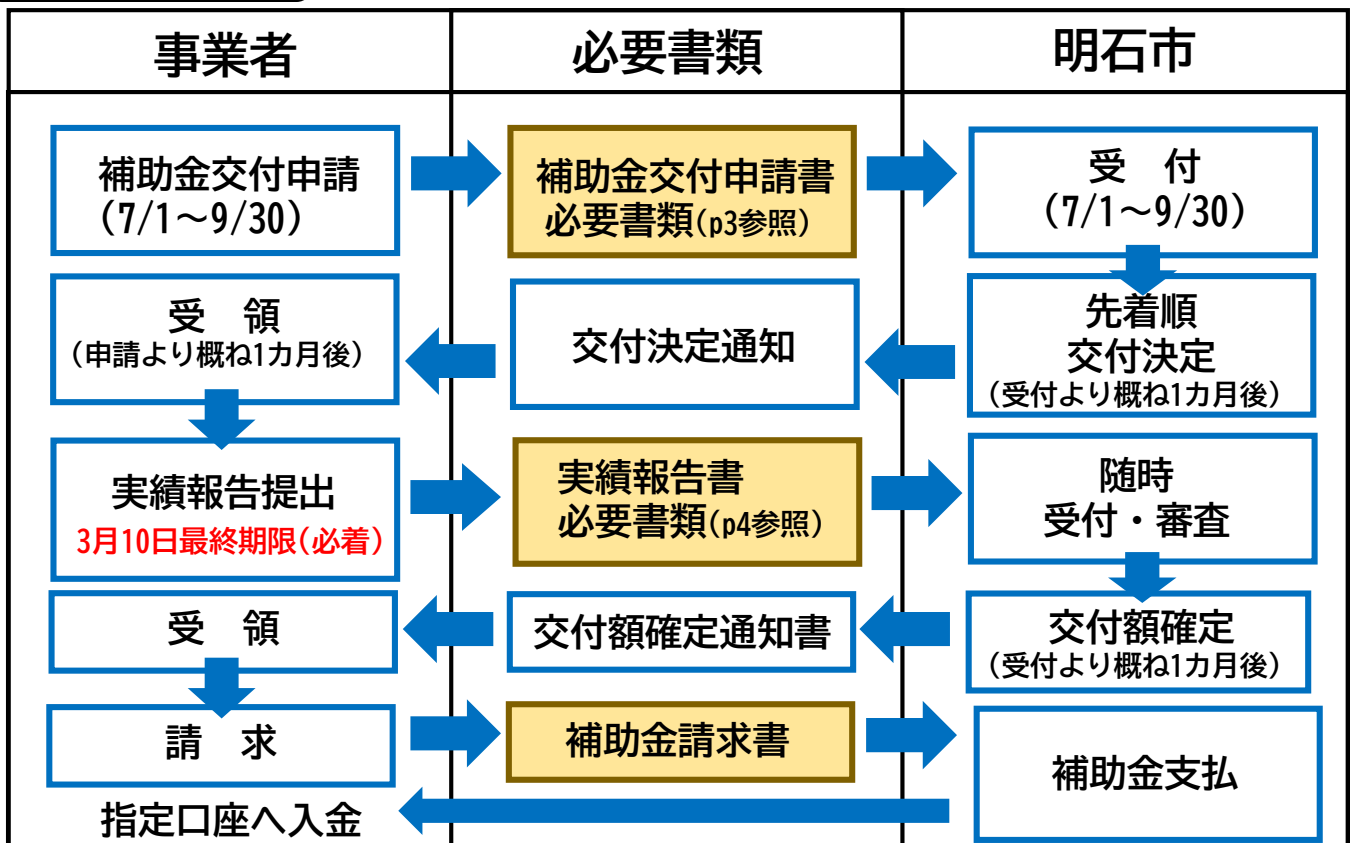 事業者
必要書類
明石市
補助金交付申請
(7/1～9/30)
補助金交付申請書
必要書類(p3参照)
受　付
(7/1～9/30)
受　領
(申請より概ね1カ月後)
交付決定通知
先着順
交付決定
(受付より概ね1カ月後)
実績報告提出
3月10日最終期限(必着)
実績報告書
必要書類(p4参照)
随時
受付・審査
受　領
交付額確定通知書
交付額確定
(受付より概ね1カ月後)
請　求
補助金請求書
補助金支払
指定口座へ入金